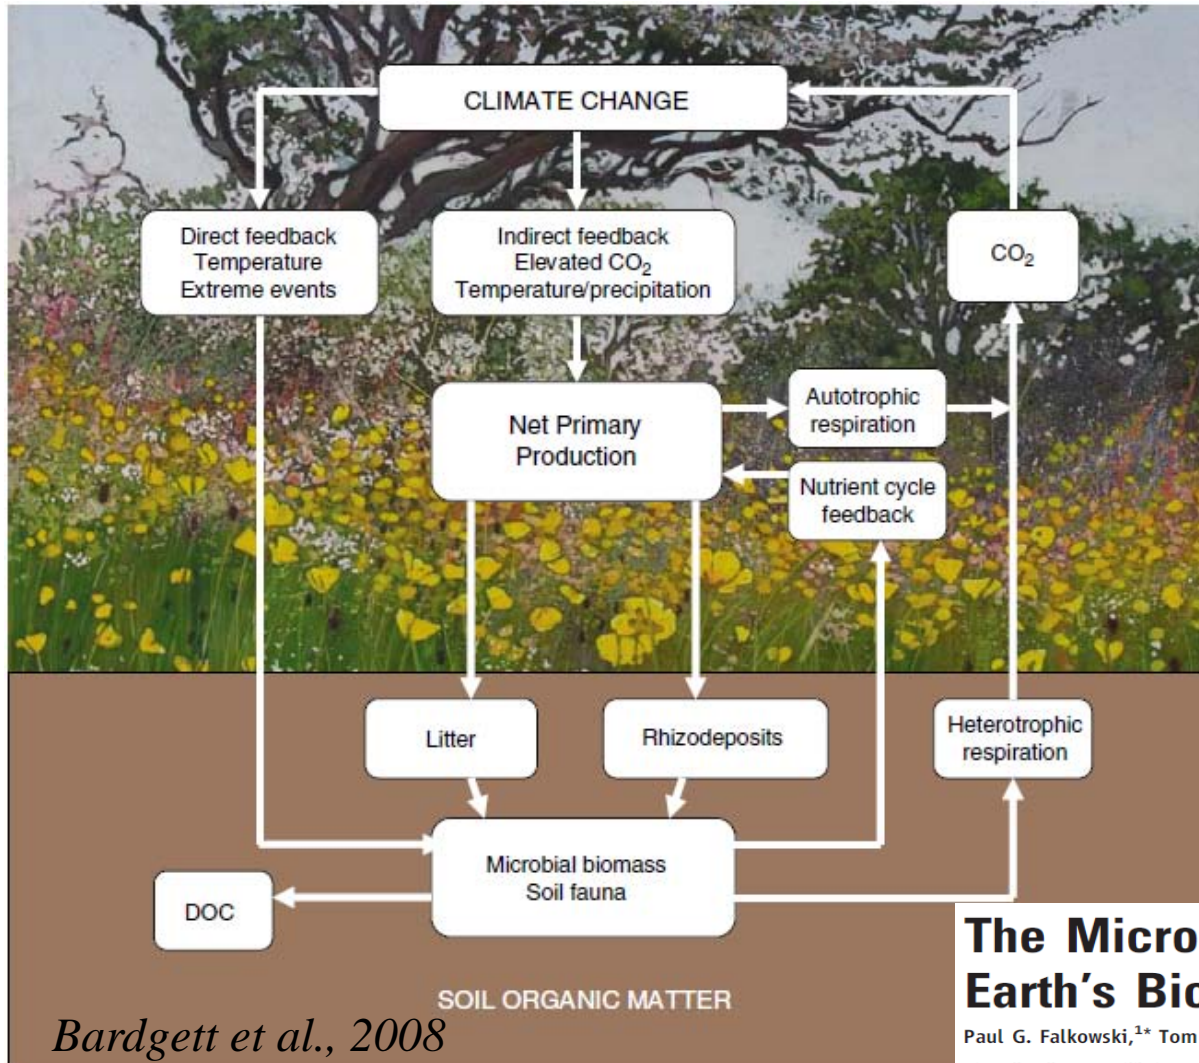 CLIMATE CHANGE
Direct feedback
Temperature
Extreme events
Indirect feedback
Elevated CO₂
Temperature/precipitation
CO₂
Net Primary
Production
Autotrophic
respiration
Nutrient cycle
feedback
Litter
Rhizodeposits
Heterotrophic
respiration
Microbial biomass
Soil fauna
DOC
SOIL ORGANIC MATTER
Bardgett et al., 2008
The Micro
Earth's Bio
Paul G. Falkowski,¹* Tom